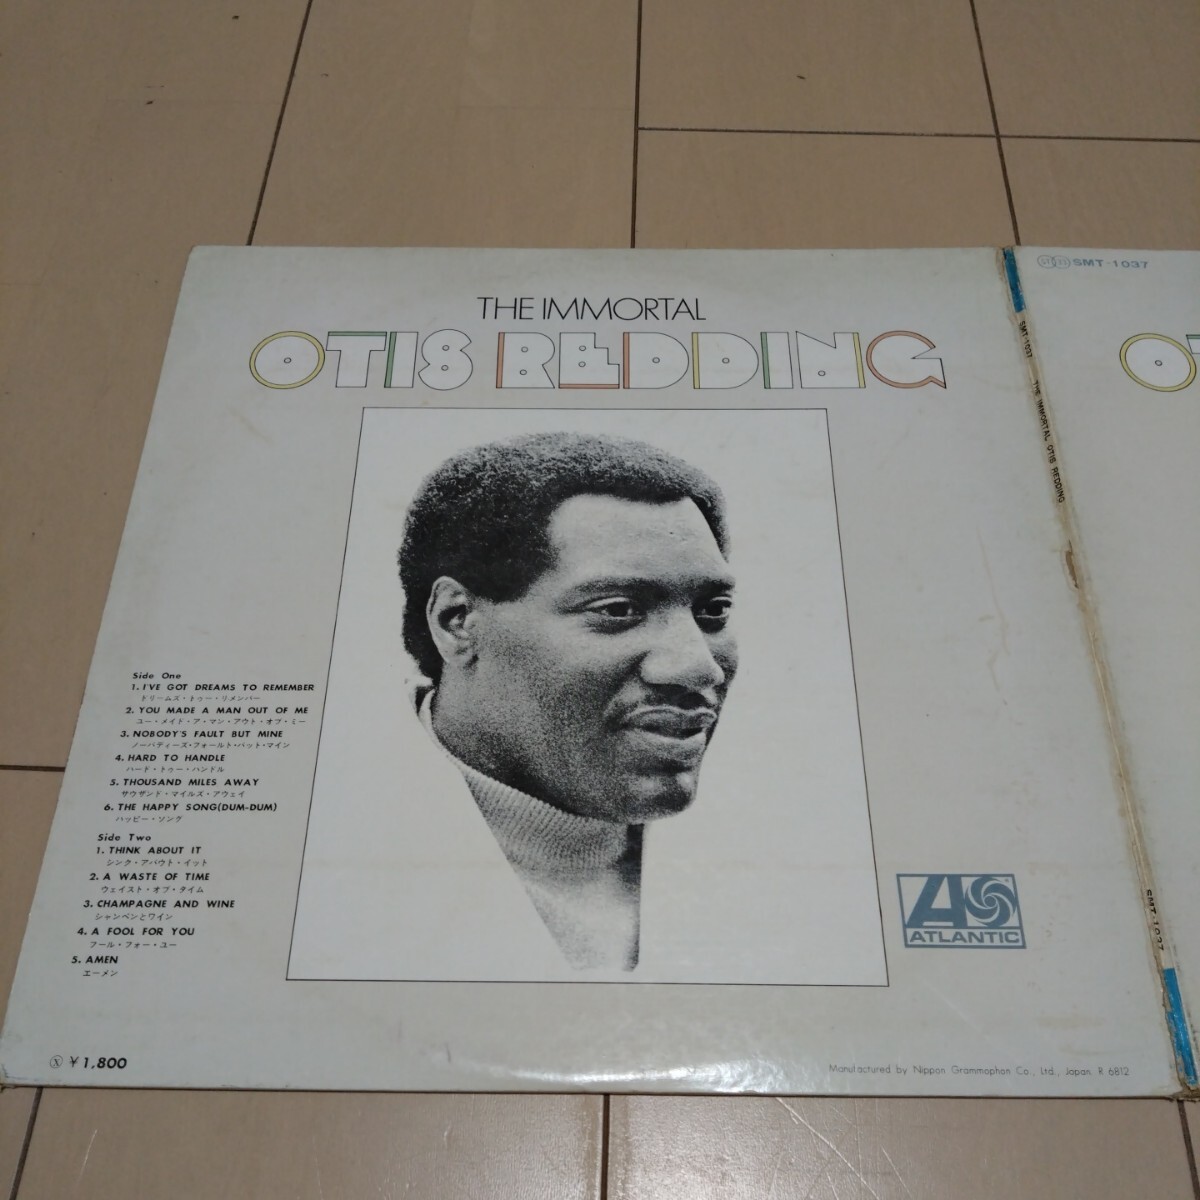 THE IMMORTAL
OTIS REDDING
Side One
1. I'VE GOT DREAMS TO REMEMBER
ドリームズ・トゥー・リメンバー
2. YOU MADE A MAN OUT OF ME
ユー・メイド・ア・マン・アウト・オブ・ミー
3. NOBODY'S FAULT BUT MINE
ノーバディーズ・フォールト・バット・マイン
4. HARD TO HANDLE
ハード・トゥー・ハンドル
5. THOUSAND MILES AWAY
サウザンド・マイルズ・アウェイ
6. THE HAPPY SONG(DUM-DUM)
ハッピー・ソング
Side Two
1. THINK ABOUT IT
シンク・アバウト・イット
2. A WASTE OF TIME
ウェイスト・オブ・タイム
3. CHAMPAGNE AND WINE
シャンペンとワイン
4. A FOOL FOR YOU
フール・フォー・ユー
5. AMEN
エーメン
Ⓧ ¥1,800
ATLANTIC
Manufactured by Nippon Grammophon Co., Ltd., Japan. R 6812
SMT-1037 THE IMMORTAL OTIS REDDING
SMT-1037
SMT-1037